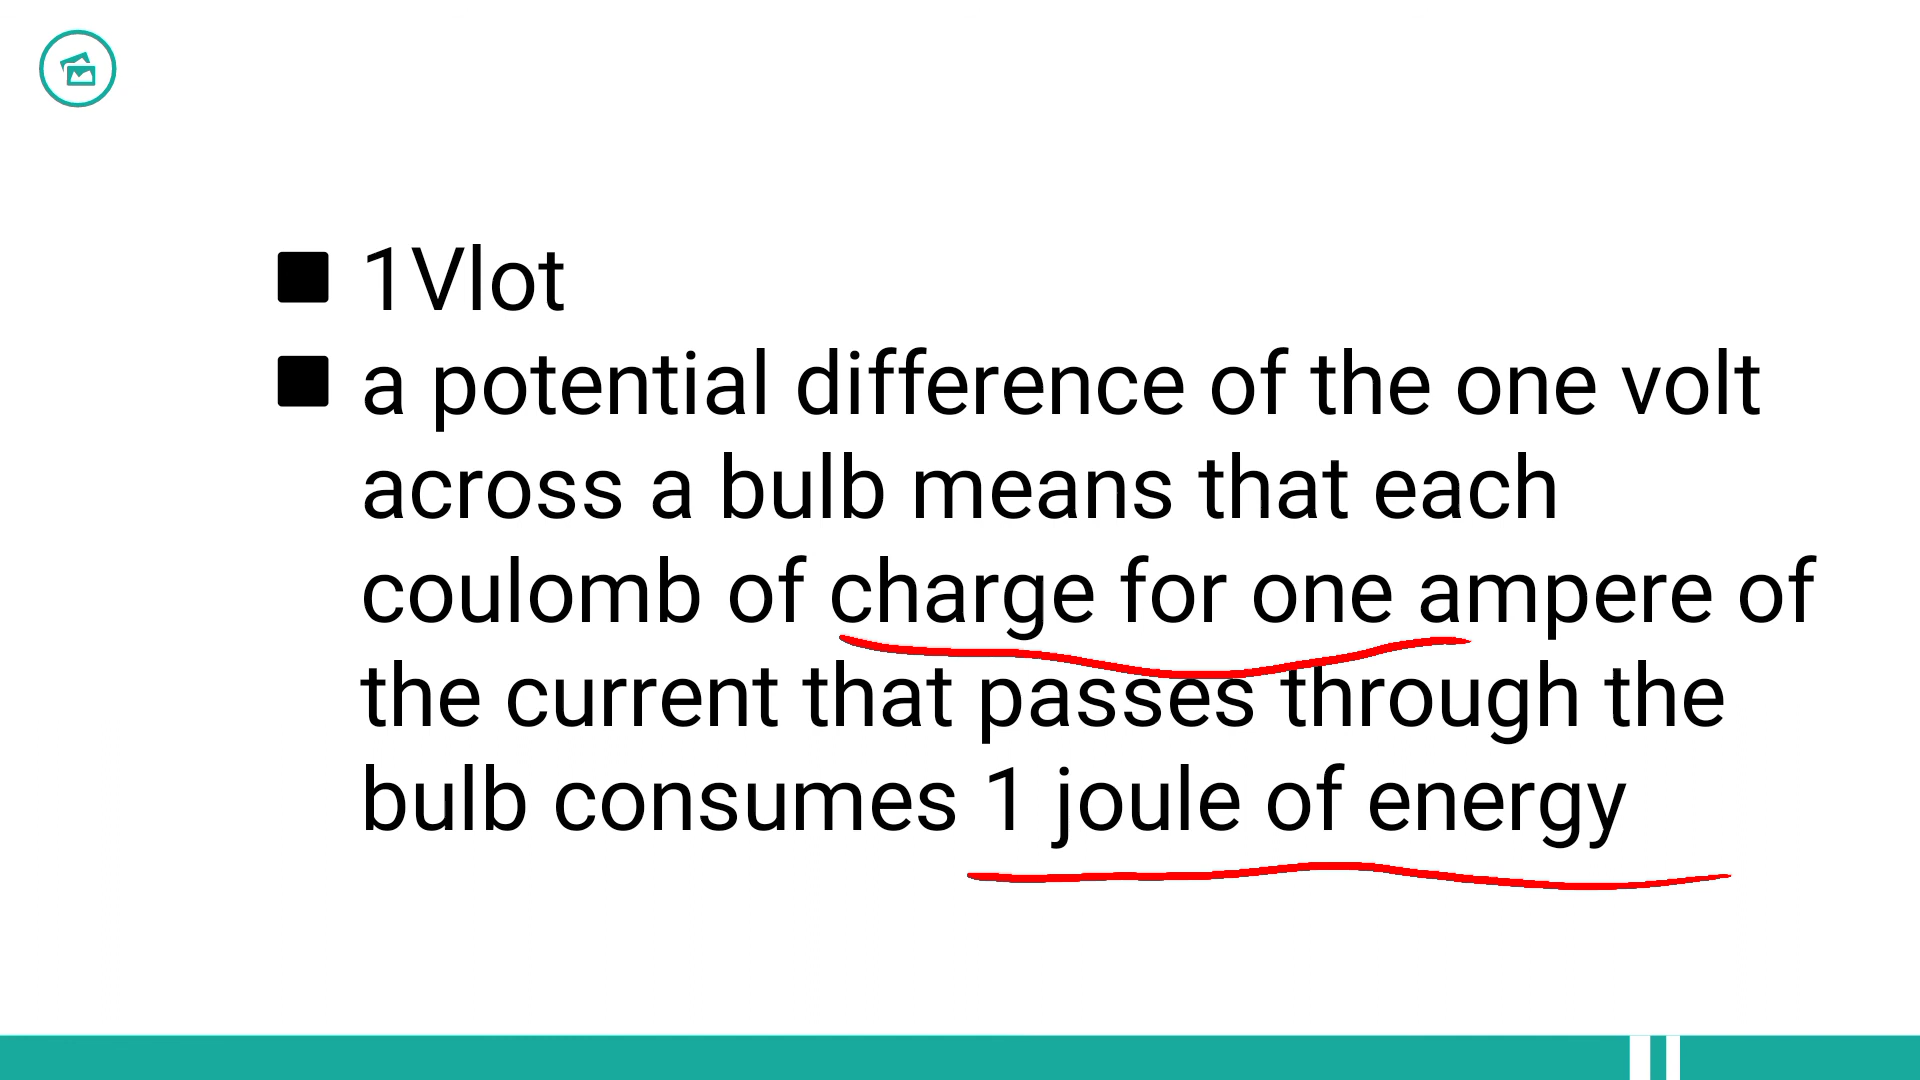 1Vlot
a potential difference of the one volt
across a bulb means that each
coulomb of charge for one ampere of
the current that passes through the
bulb consumes 1 joule of energy